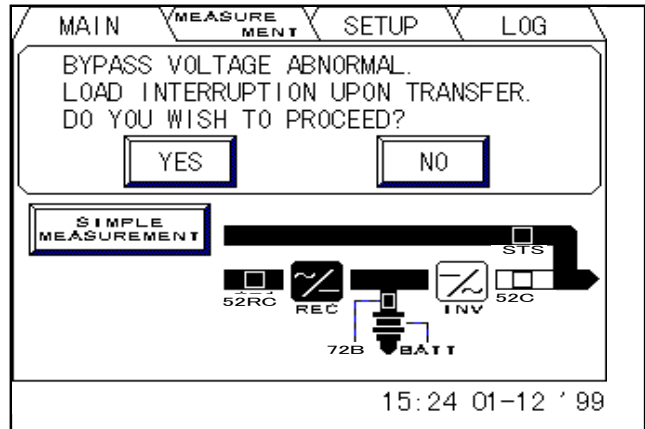 MAIN
MEASURE
MENT
SETUP
LOG
BYPASS VOLTAGE ABNORMAL.
LOAD INTERRUPTION UPON TRANSFER.
DO YOU WISH TO PROCEED?
YES
NO
SIMPLE
MEASUREMENT
STS
52RC
REC
INV
52C
72B
BATT
15:24 01-12 '99